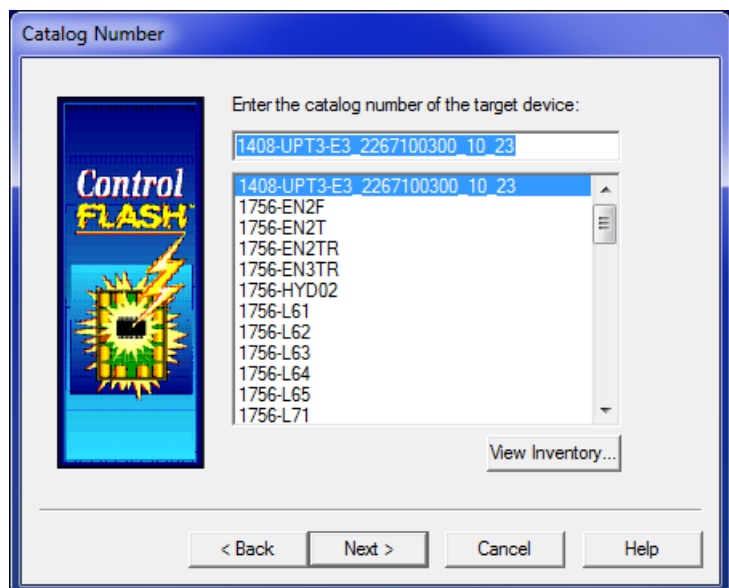 Catalog Number
Control
FLASH™
Enter the catalog number of the target device:
1408-UPT3-E3_2267100300_10_23
1408-UPT3-E3_2267100300_10_23
1756-EN2F
1756-EN2T
1756-EN2TR
1756-EN3TR
1756-HYD02
1756-L61
1756-L62
1756-L63
1756-L64
1756-L65
1756-L71
View Inventory...
< Back
Next >
Cancel
Help